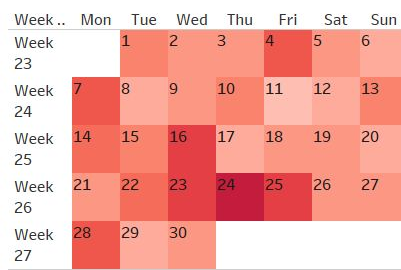 Week .. Mon Tue Wed Thu Fri Sat Sun
Week 23 1 2 3 4 5 6
Week 24 7 8 9 10 11 12 13
Week 25 14 15 16 17 18 19 20
Week 26 21 22 23 24 25 26 27
Week 27 28 29 30